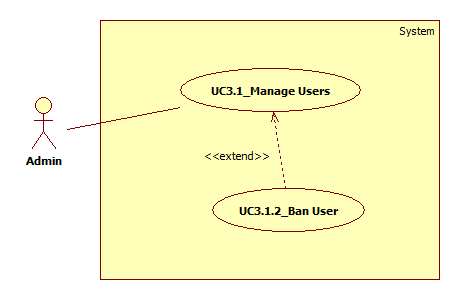 System
UC3.1_Manage Users
Admin
<<extend>>
UC3.1.2_Ban User